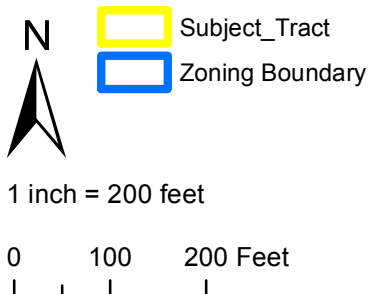 N
Subject_Tract
Zoning Boundary
1 inch = 200 feet
0 100 200 Feet